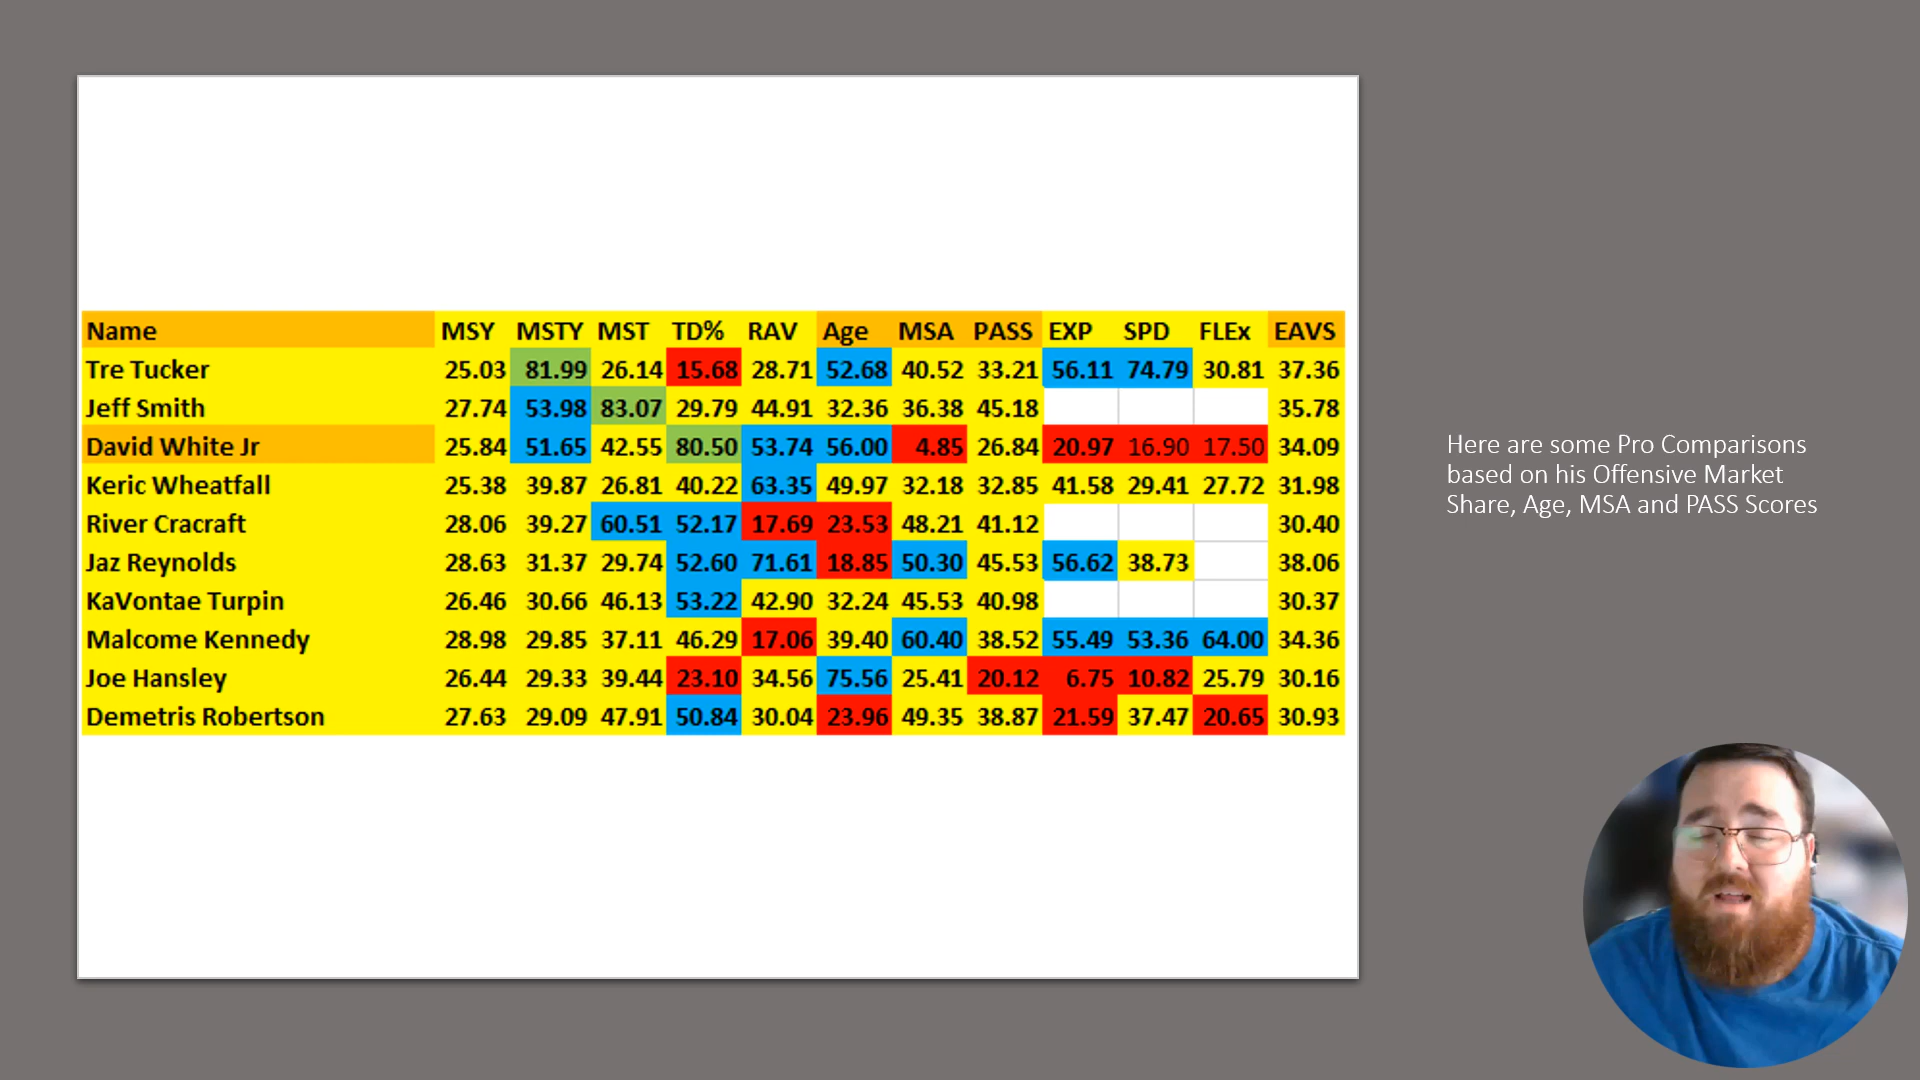 Name MSY MSTY MST TD% RAV Age MSA PASS EXP SPD FLEx EAVS
Tre Tucker 25.03 81.99 26.14 15.68 28.71 52.68 40.52 33.21 56.11 74.79 30.81 37.36
Jeff Smith 27.74 53.98 83.07 29.79 44.91 32.36 36.38 45.18 35.78
David White Jr 25.84 51.65 42.55 80.50 53.74 56.00 4.85 26.84 20.97 16.90 17.50 34.09
Keric Wheatfall 25.38 39.87 26.81 40.22 63.35 49.97 32.18 32.85 41.58 29.41 27.72 31.98
River Cracraft 28.06 39.27 60.51 52.17 17.69 23.53 48.21 41.12 30.40
Jaz Reynolds 28.63 31.37 29.74 52.60 71.61 18.85 50.30 45.53 56.62 38.73 38.06
KaVontae Turpin 26.46 30.66 46.13 53.22 42.90 32.24 45.53 40.98 30.37
Malcome Kennedy 28.98 29.85 37.11 46.29 17.06 39.40 60.40 38.52 55.49 53.36 64.00 34.36
Joe Hansley 26.44 29.33 39.44 23.10 34.56 75.56 25.41 20.12 6.75 10.82 25.79 30.16
Demetris Robertson 27.63 29.09 47.91 50.84 30.04 23.96 49.35 38.87 21.59 37.47 20.65 30.93
Here are some Pro Comparisons
based on his Offensive Market
Share, Age, MSA and PASS Scores